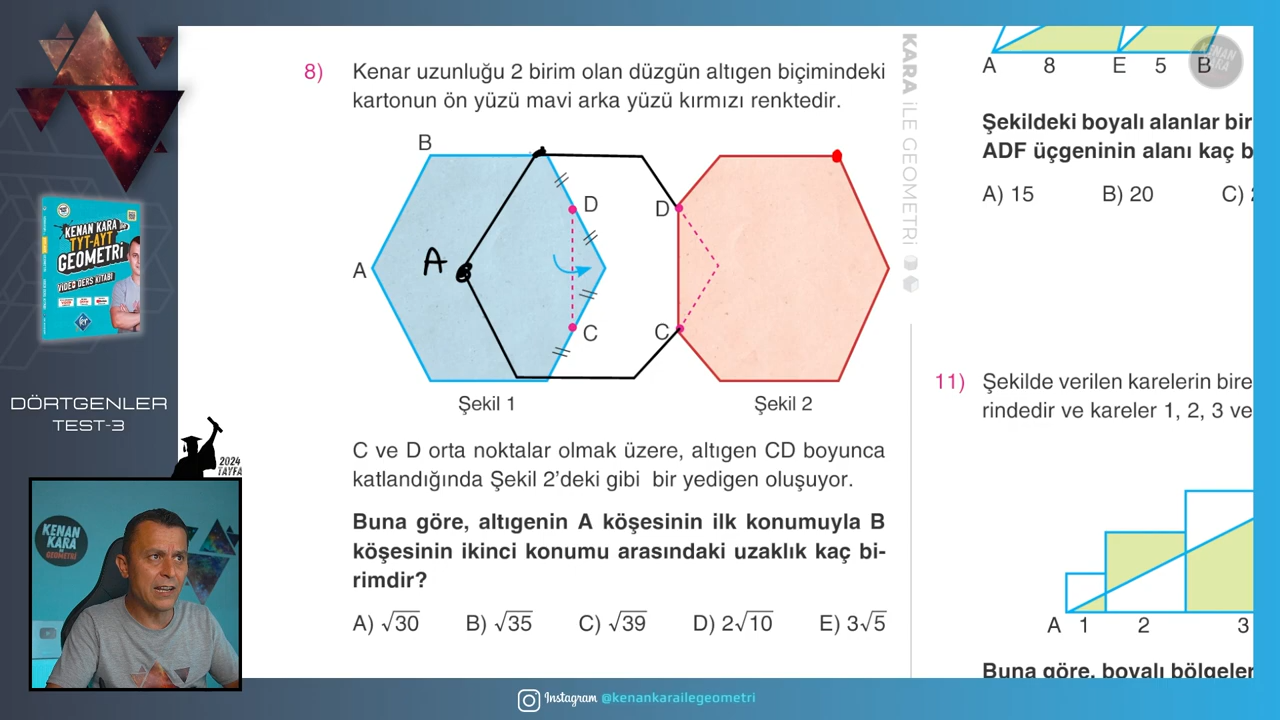 8) Kenar uzunluğu 2 birim olan düzgün altıgen biçimindeki
kartonun ön yüzü mavi arka yüzü kırmızı renktedir.
B
D
A
A
C
D
C
Şekil 1
Şekil 2
C ve D orta noktalar olmak üzere, altıgen CD boyunca
katlandığında Şekil 2’deki gibi bir yedigen oluşuyor.
Buna göre, altıgenin A köşesinin ilk konumuyla B
köşesinin ikinci konumu arasındaki uzaklık kaç bi-
rimdir?
A) √30 B) √35 C) √39 D) 2√10 E) 3√5
KARA İLE GEOMETRİ
A 8 E 5 B
KENAN
KARA
Şekildeki boyalı alanlar bir
ADF üçgeninin alanı kaç b
A) 15 B) 20 C)
11) Şekilde verilen karelerin bire
rindedir ve kareler 1, 2, 3 ve
A 1 2 3
Buna göre, boyalı bölgeler
KENAN KARA ile
TYT-AYT
GEOMETRİ
VİDEO DERS KİTABI
DÖRTGENLER
TEST-3
2024
TAYFA
KENAN
KARA
GEOMETRİ
Instagram @kenankarailegeometri